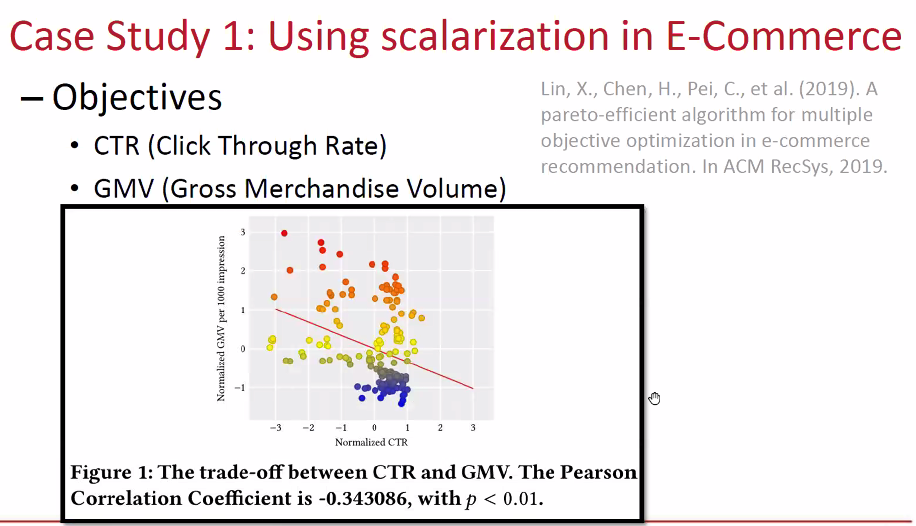 Case Study 1: Using scalarization in E-Commerce
– Objectives
• CTR (Click Through Rate)
• GMV (Gross Merchandise Volume)
Lin, X., Chen, H., Pei, C., et al. (2019). A
pareto-efficient algorithm for multiple
objective optimization in e-commerce
recommendation. In ACM RecSys, 2019.
Normalized GMV per 1000 impression
3
2
1
0
−1
−3 −2 −1 0 1 2 3
Normalized CTR
Figure 1: The trade-off between CTR and GMV. The Pearson
Correlation Coefficient is -0.343086, with p < 0.01.